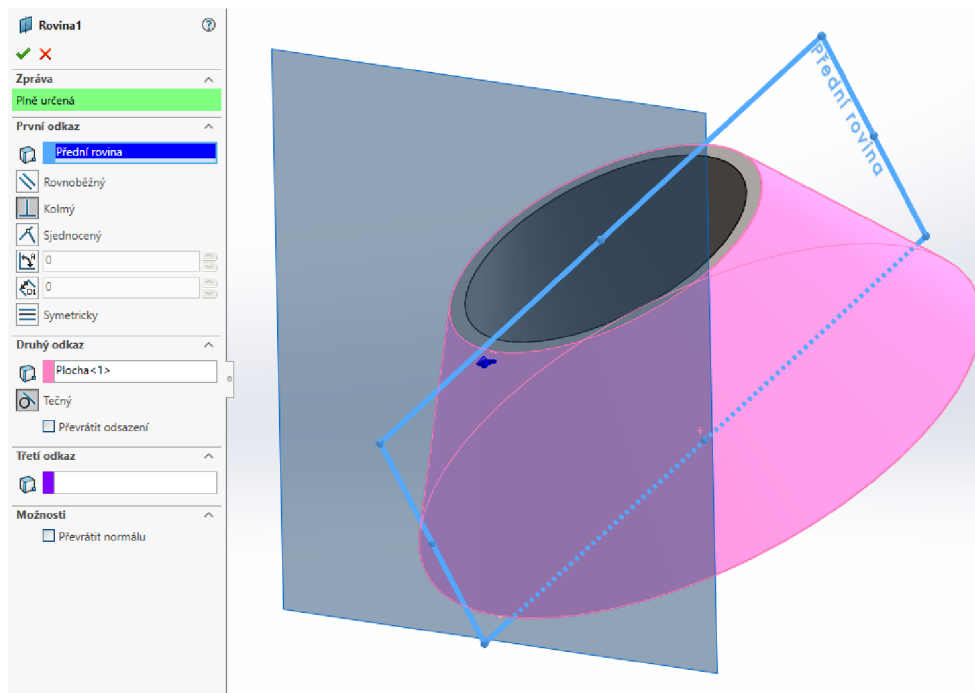 Rovina1
Zpráva
Plně určená
První odkaz
Přední rovina
Rovnoběžný
Kolmý
Sjednocený
0
0
Symetricky
Druhý odkaz
Plocha<1>
Tečný
Převrátit odsazení
Třetí odkaz
Možnosti
Převrátit normálu
Přední rovina